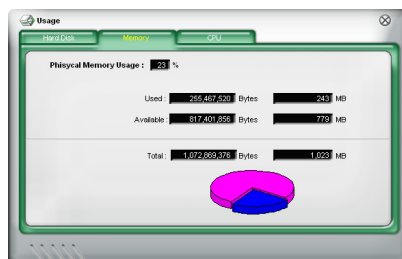 Usage
Hard Disk Memory CPU
Phisycal Memory Usage : 23 %
Used : 255,467,520 Bytes 243 MB
Available : 817,401,856 Bytes 779 MB
Total : 1,072,869,376 Bytes 1,023 MB